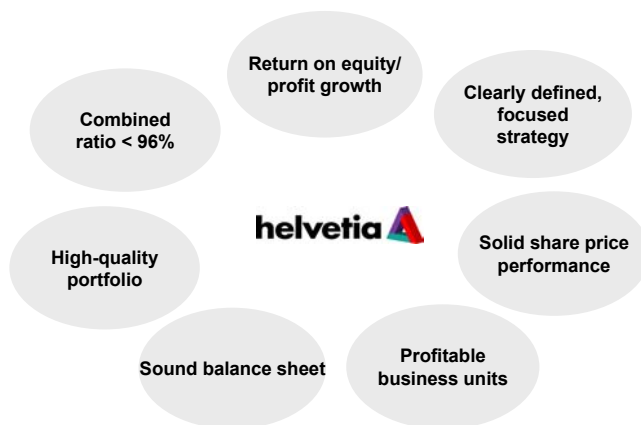 Return on equity/
profit growth
Clearly defined,
focused
strategy
Combined
ratio < 96%
helvetia
High-quality
portfolio
Solid share price
performance
Sound balance sheet
Profitable
business units